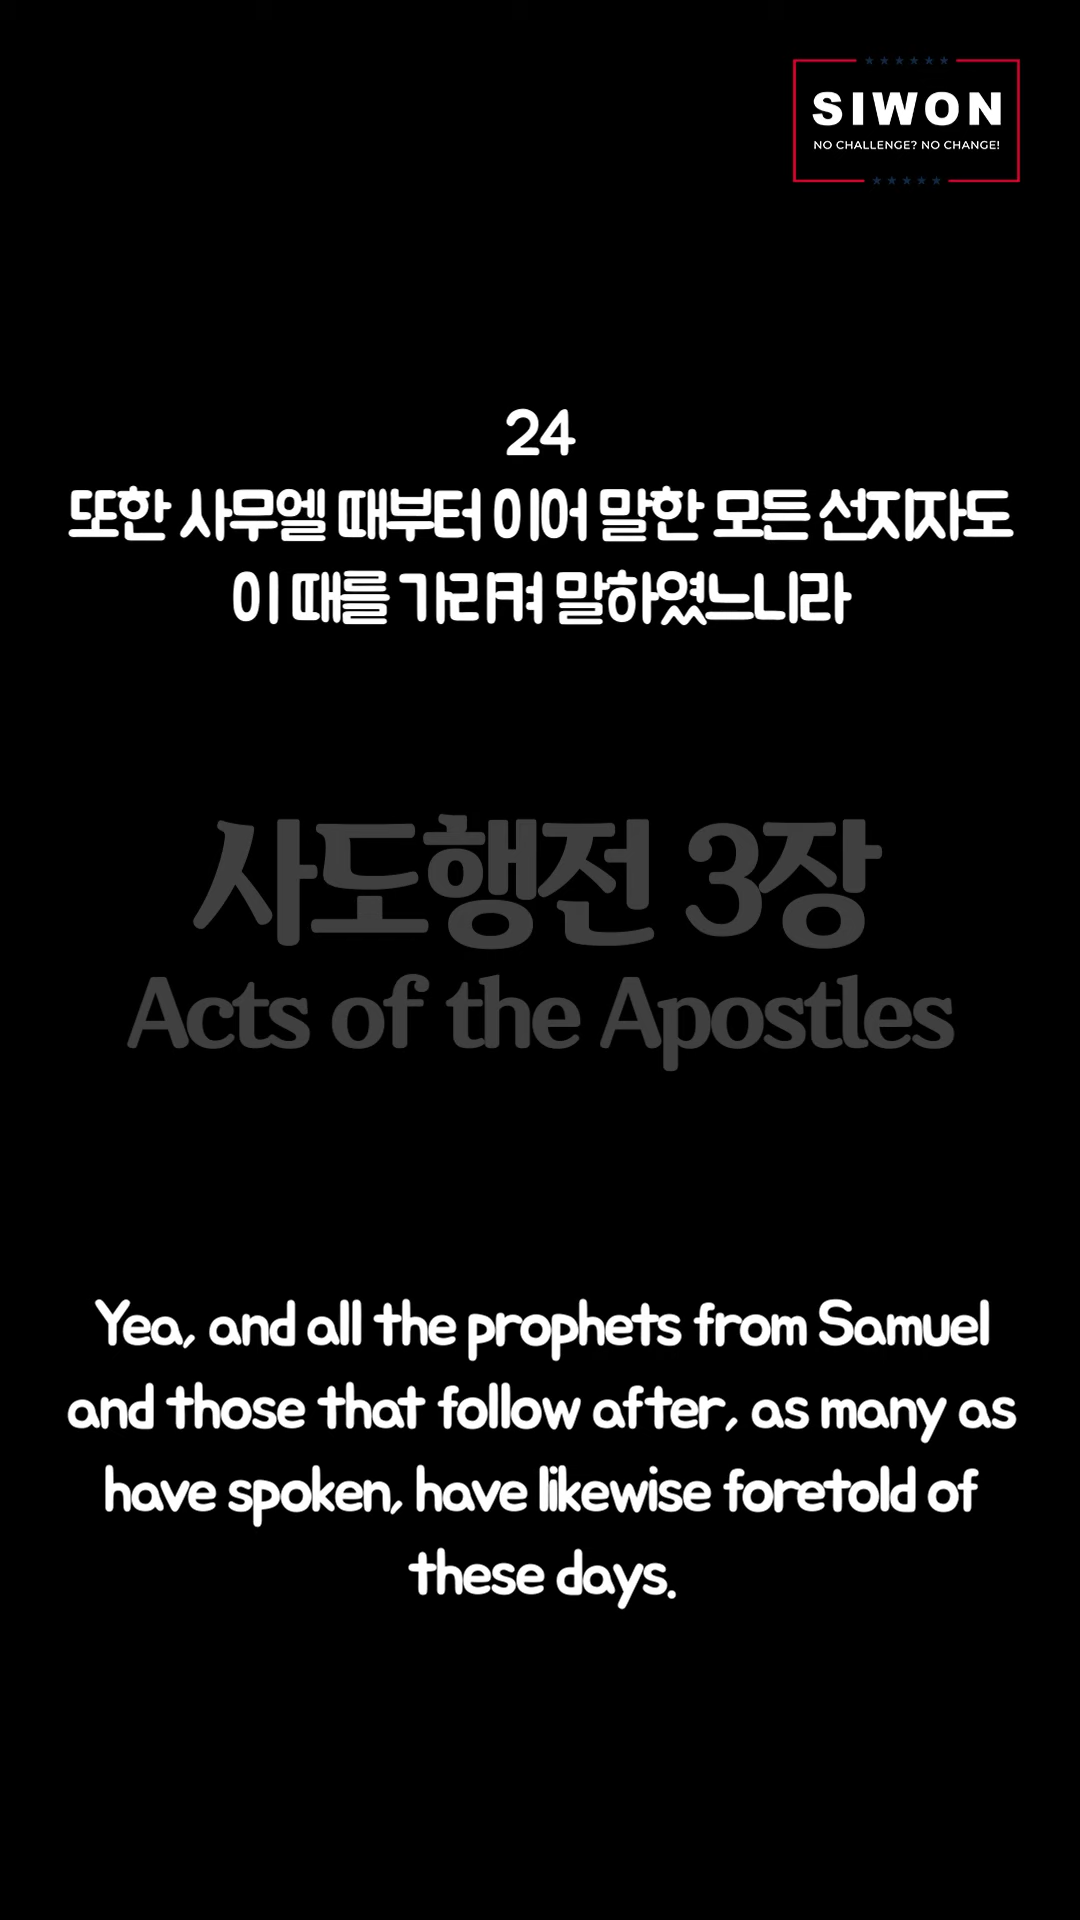 SIWON
NO CHALLENGE? NO CHANGE!
24
또한 사무엘 때부터 이어 말한 모든 선지자도
이 때를 가리켜 말하였느니라
사도행전 3장
Acts of the Apostles
Yea, and all the prophets from Samuel
and those that follow after, as many as
have spoken, have likewise foretold of
these days.